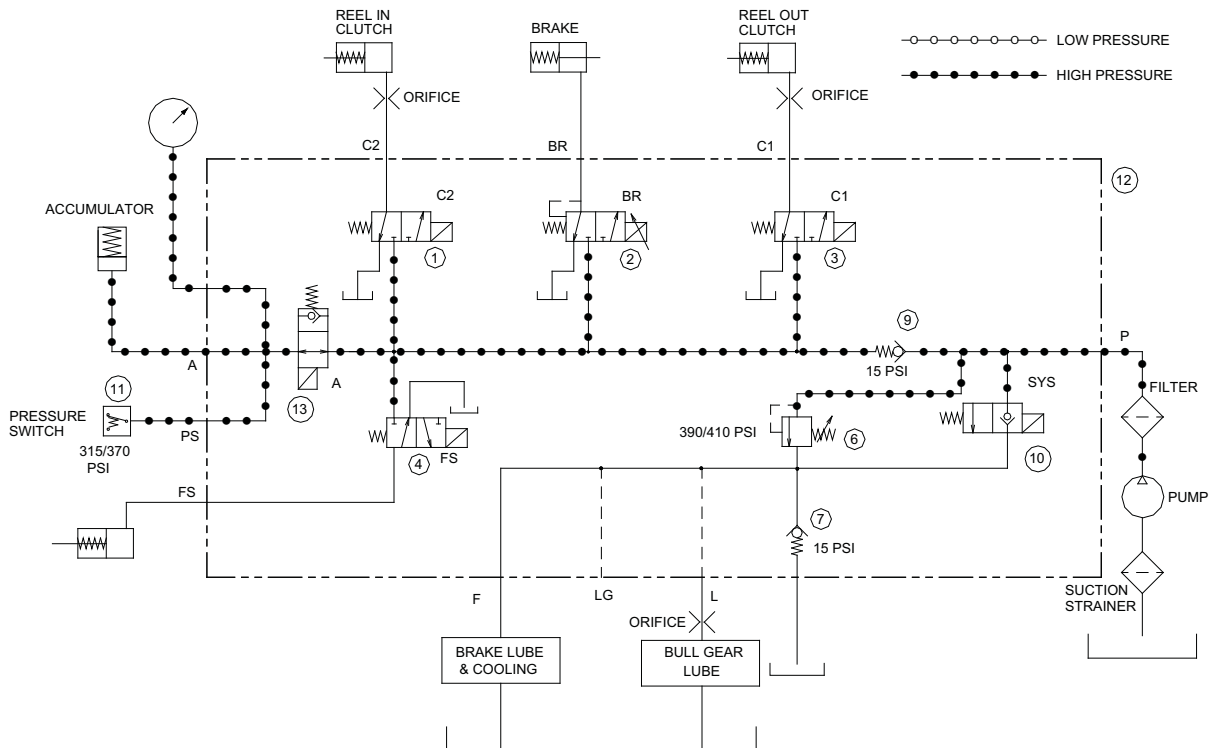 REEL IN
CLUTCH
BRAKE
REEL OUT
CLUTCH
LOW PRESSURE
HIGH PRESSURE
ORIFICE
ORIFICE
C2
BR
C1
12
ACCUMULATOR
C2
BR
C1
1
2
3
9
P
15 PSI
A
A
SYS
FILTER
11
13
PRESSURE
SWITCH
PS
315/370
PSI
390/410 PSI
6
4
FS
10
FS
PUMP
7
15 PSI
SUCTION
STRAINER
F
LG
L
ORIFICE
BRAKE LUBE
& COOLING
BULL GEAR
LUBE